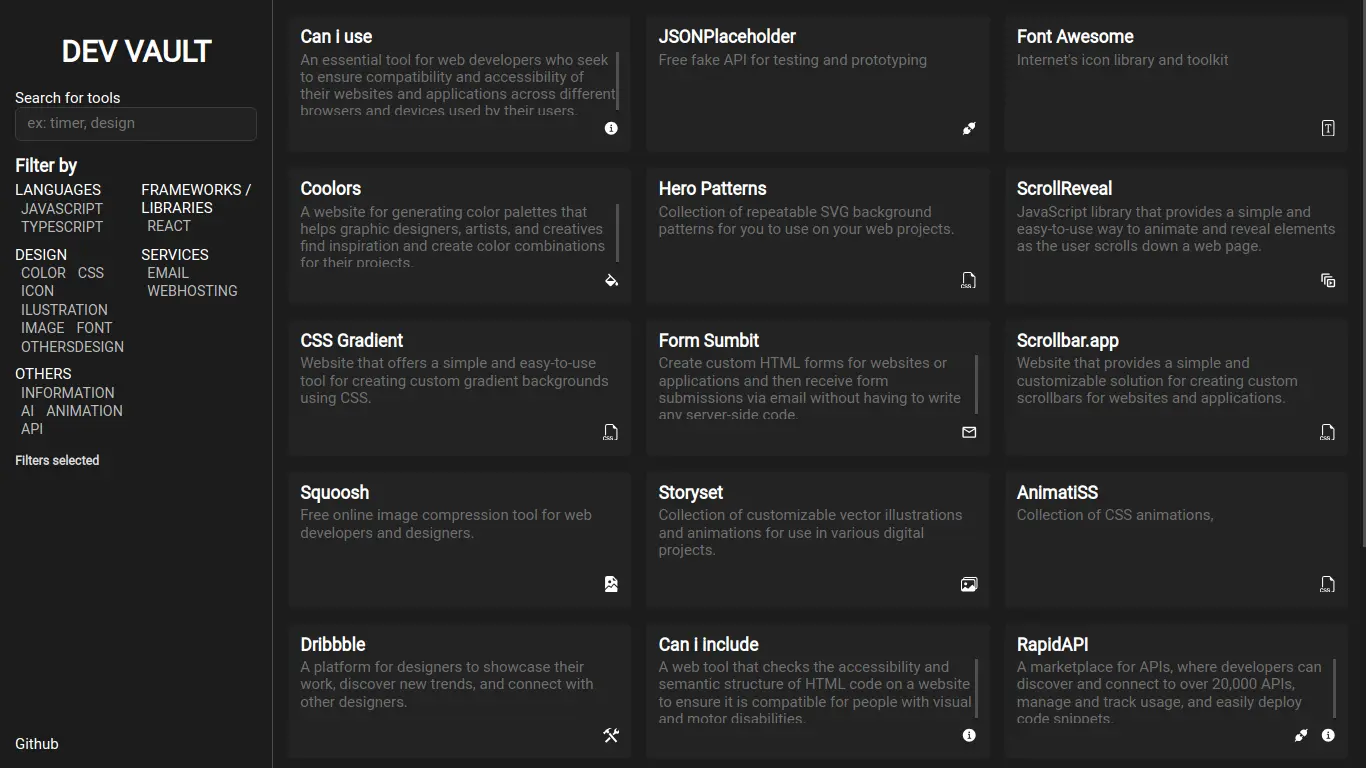 DEV VAULT
Search for tools
ex: timer, design
Filter by
LANGUAGES
JAVASCRIPT
TYPESCRIPT
FRAMEWORKS /
LIBRARIES
REACT
DESIGN
COLOR CSS
ICON
ILUSTRATION
IMAGE FONT
OTHERSDESIGN
SERVICES
EMAIL
WEBHOSTING
OTHERS
INFORMATION
AI ANIMATION
API
Filters selected
Github
Can i use
An essential tool for web developers who seek
to ensure compatibility and accessibility of
their websites and applications across different
browsers and devices used by their users.
JSONPlaceholder
Free fake API for testing and prototyping
Font Awesome
Internet's icon library and toolkit
T
Coolors
A website for generating color palettes that
helps graphic designers, artists, and creatives
find inspiration and create color combinations
for their projects.
Hero Patterns
Collection of repeatable SVG background
patterns for you to use on your web projects.
CSS
ScrollReveal
JavaScript library that provides a simple and
easy-to-use way to animate and reveal elements
as the user scrolls down a web page.
CSS Gradient
Website that offers a simple and easy-to-use
tool for creating custom gradient backgrounds
using CSS.
CSS
Form Sumbit
Create custom HTML forms for websites or
applications and then receive form
submissions via email without having to write
any server-side code.
Scrollbar.app
Website that provides a simple and
customizable solution for creating custom
scrollbars for websites and applications.
CSS
Squoosh
Free online image compression tool for web
developers and designers.
Storyset
Collection of customizable vector illustrations
and animations for use in various digital
projects.
AnimatiSS
Collection of CSS animations,
CSS
Dribbble
A platform for designers to showcase their
work, discover new trends, and connect with
other designers.
Can i include
A web tool that checks the accessibility and
semantic structure of HTML code on a website
to ensure it is compatible for people with visual
and motor disabilities.
RapidAPI
A marketplace for APIs, where developers can
discover and connect to over 20,000 APIs,
manage and track usage, and easily deploy
code snippets.